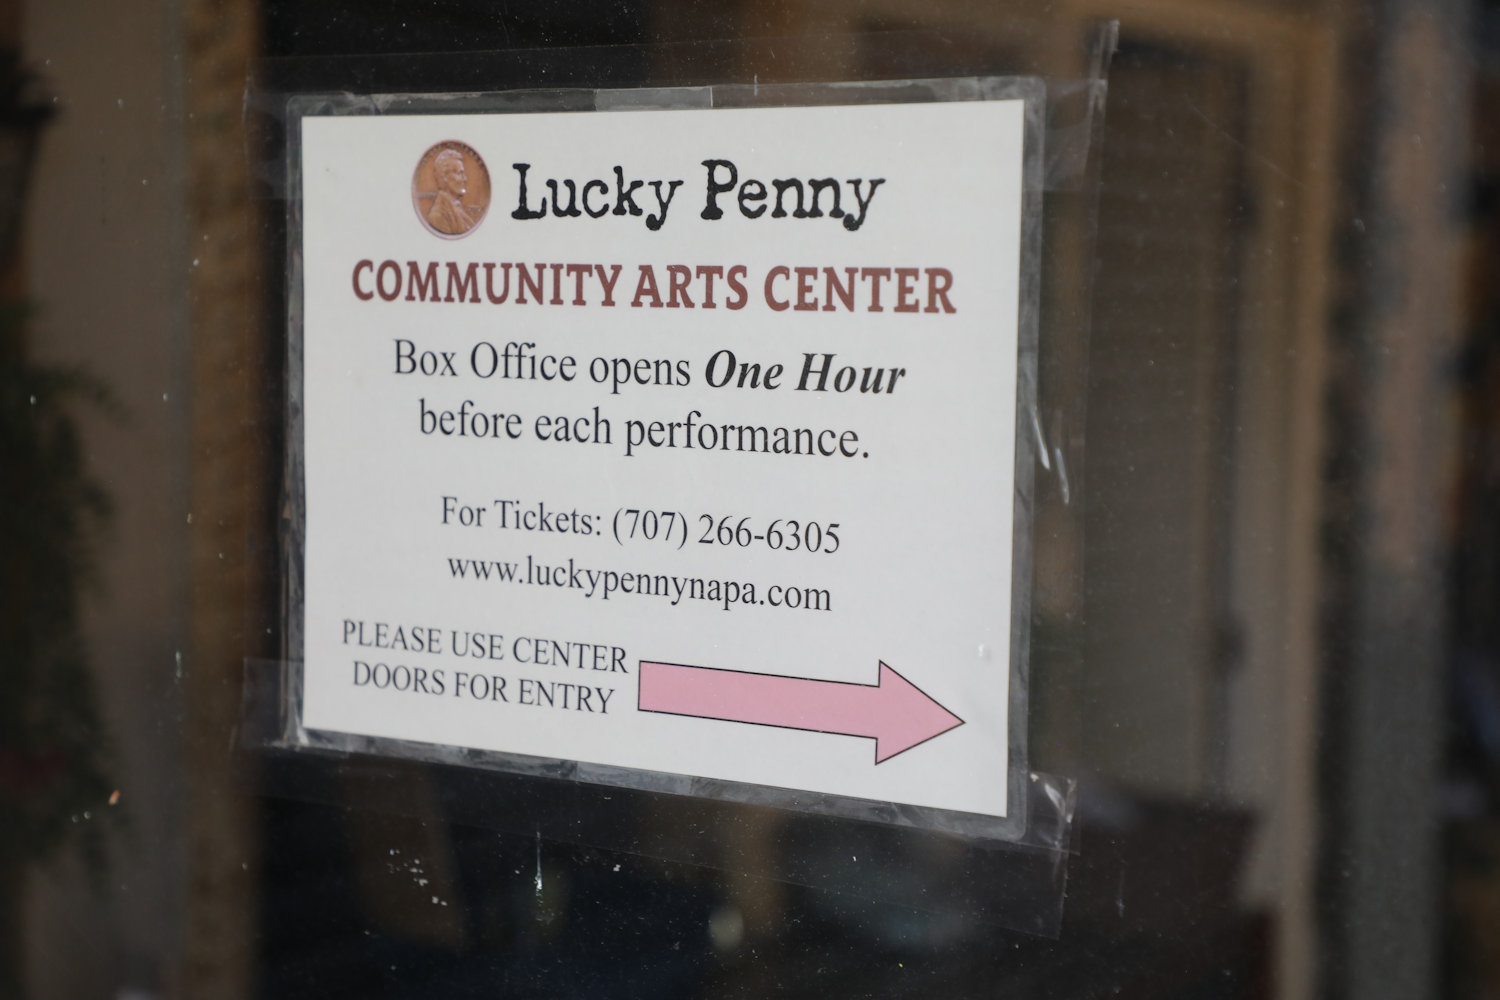 Lucky Penny
COMMUNITY ARTS CENTER
Box Office opens One Hour
before each performance.
For Tickets: (707) 266-6305
www.luckypennynapa.com
PLEASE USE CENTER
DOORS FOR ENTRY